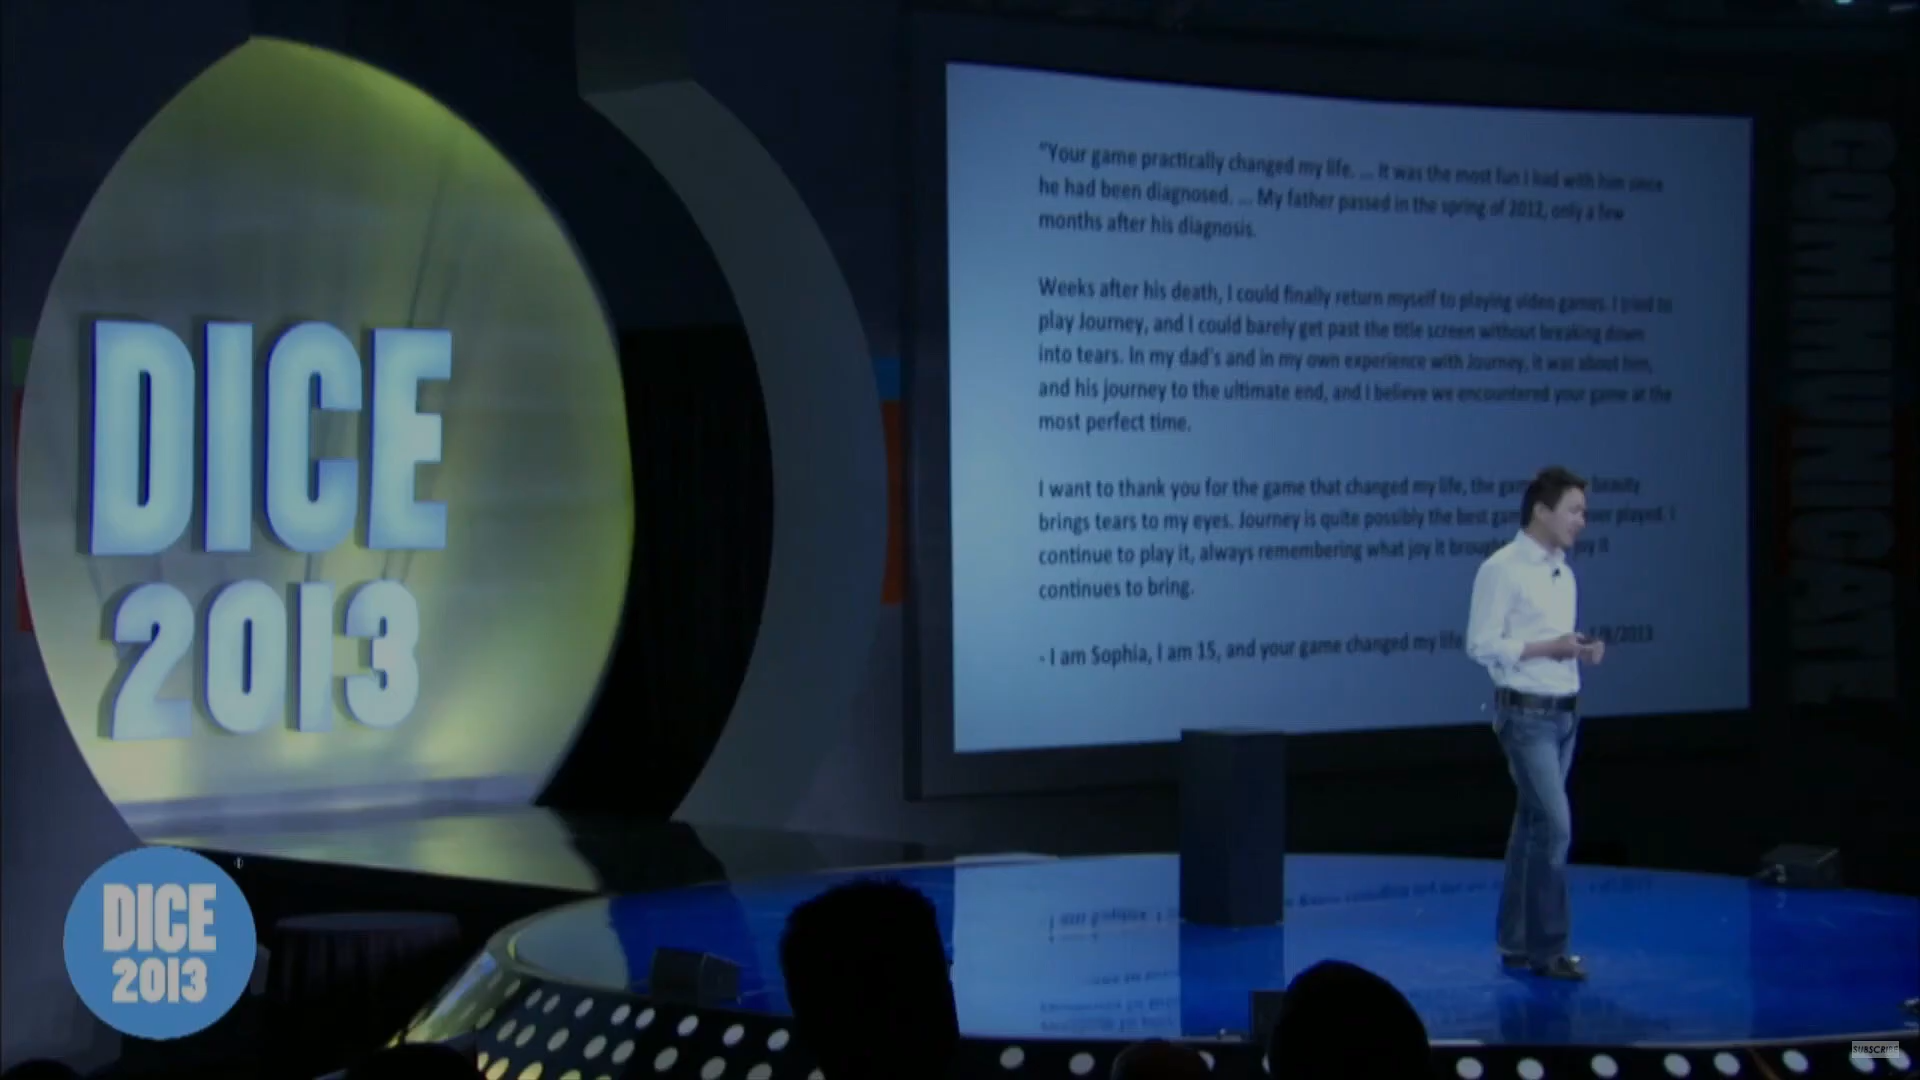 DICE
2013
"Your game practically changed my life. ... It was the most fun I had with him since
he had been diagnosed. ... My father passed in the spring of 2012, only a few
months after his diagnosis.
Weeks after his death, I could finally return myself to playing video games. I tried to
play Journey, and I could barely get past the title screen without breaking down
into tears. In my dad's and in my own experience with Journey, it was about him,
and his journey to the ultimate end, and I believe we encountered your game at the
most perfect time.
I want to thank you for the game that changed my life, the beauty
brings tears to my eyes. Journey is quite possibly the best played. I
continue to play it, always remembering what joy it joy it
continues to bring.
- I am Sophia, I am 15, and your game changed my life /2013
COMMUNICATE
DICE
2013
SUBSCRIBE